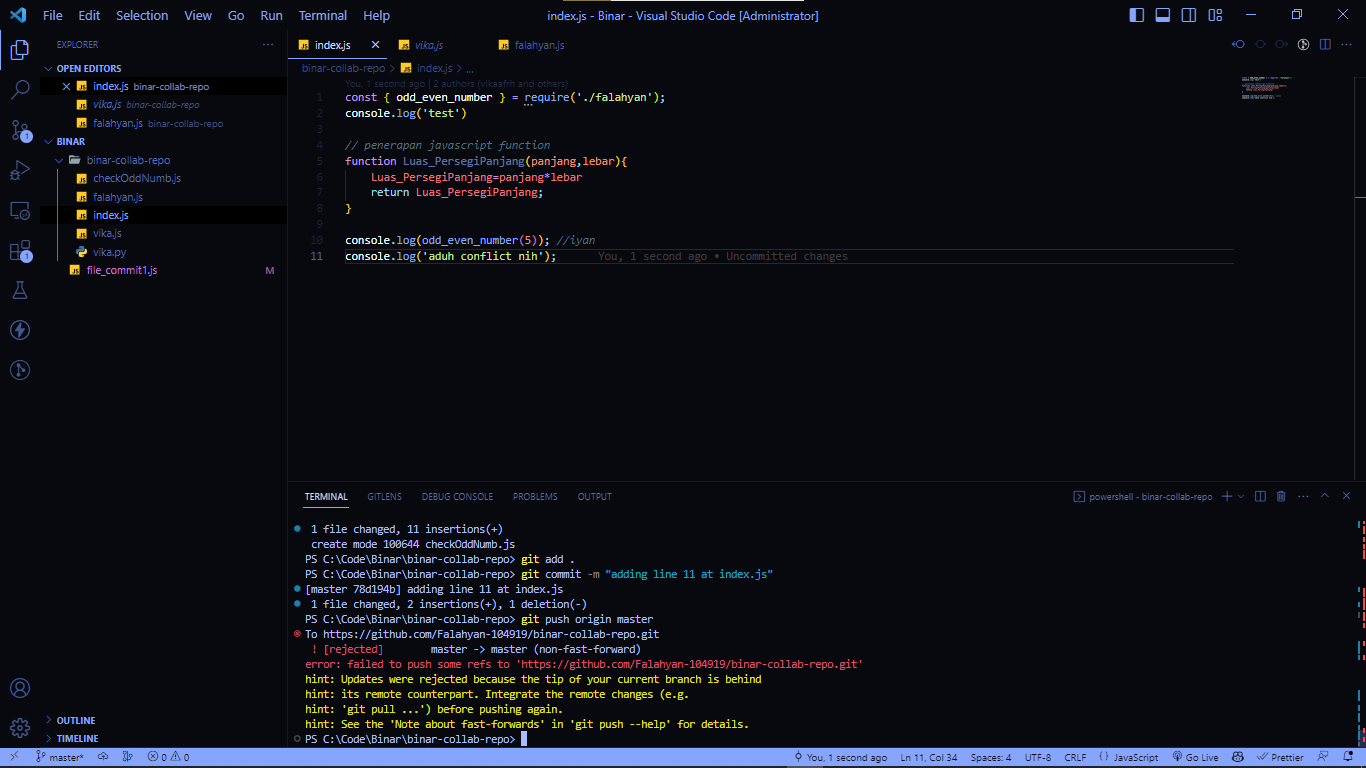 File Edit Selection View Go Run Terminal Help index.js - Binar - Visual Studio Code [Administrator]
EXPLORER
OPEN EDITORS
index.js binar-collab-repo
vika.js binar-collab-repo
falahyan.js binar-collab-repo
BINAR
binar-collab-repo
checkOddNumb.js
falahyan.js
index.js
vika.js
vika.py
file_commit1.js M
OUTLINE
TIMELINE
index.js vika.js falahyan.js
binar-collab-repo > index.js > ...
You, 1 second ago | 2 authors (vikaafrh and others)
1 const { odd_even_number } = require('./falahyan');
2 console.log('test')
3
4 // penerapan javascript function
5 function Luas_PersegiPanjang(panjang,lebar){
6 Luas_PersegiPanjang=panjang*lebar
7 return Luas_PersegiPanjang;
8 }
9
10 console.log(odd_even_number(5)); //iyan
11 console.log('aduh conflict nih'); You, 1 second ago • Uncommitted changes
TERMINAL GITLENS DEBUG CONSOLE PROBLEMS OUTPUT powershell - binar-collab-repo
1 file changed, 11 insertions(+)
create mode 100644 checkOddNumb.js
PS C:\Code\Binar\binar-collab-repo> git add .
PS C:\Code\Binar\binar-collab-repo> git commit -m "adding line 11 at index.js"
[master 78d194b] adding line 11 at index.js
1 file changed, 2 insertions(+), 1 deletion(-)
PS C:\Code\Binar\binar-collab-repo> git push origin master
To https://github.com/Falahyan-104919/binar-collab-repo.git
! [rejected] master -> master (non-fast-forward)
error: failed to push some refs to 'https://github.com/Falahyan-104919/binar-collab-repo.git'
hint: Updates were rejected because the tip of your current branch is behind
hint: its remote counterpart. Integrate the remote changes (e.g.
hint: 'git pull ...') before pushing again.
hint: See the 'Note about fast-forwards' in 'git push --help' for details.
PS C:\Code\Binar\binar-collab-repo>
master* 0 0 You, 1 second ago Ln 11, Col 34 Spaces: 4 UTF-8 CRLF {} JavaScript Go Live Prettier